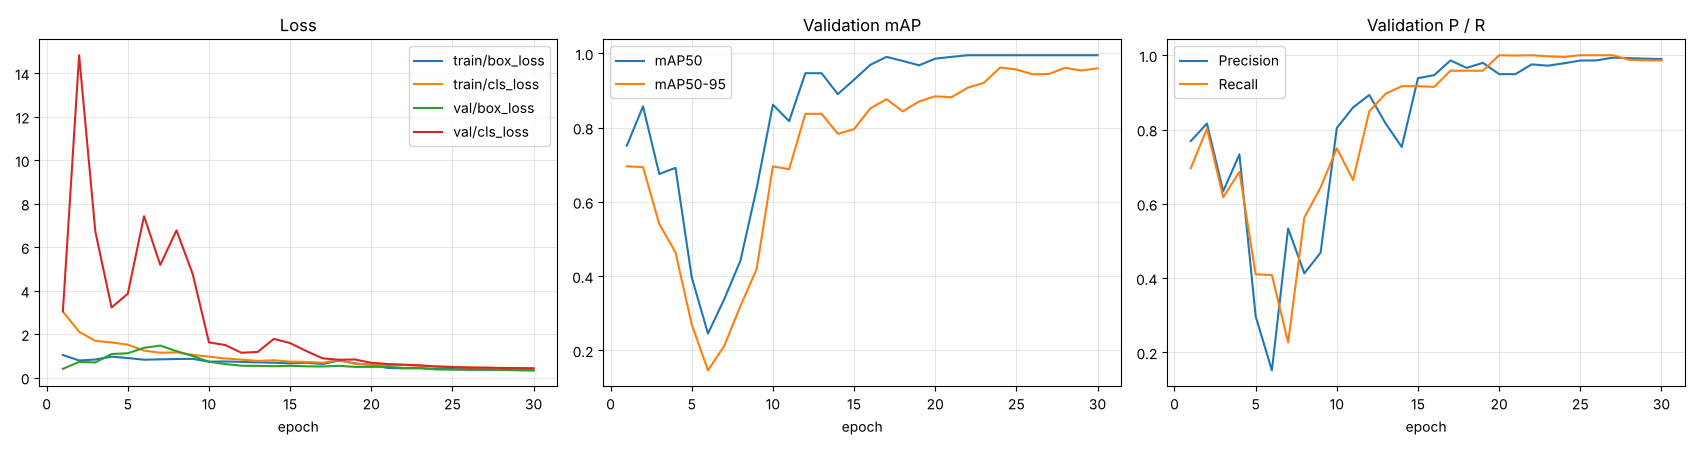 Loss
train/box_loss
train/cls_loss
val/box_loss
val/cls_loss
14
12
10
8
6
4
2
0
0 5 10 15 20 25 30
epoch
Validation mAP
mAP50
mAP50-95
1.0
0.8
0.6
0.4
0.2
0 5 10 15 20 25 30
epoch
Validation P / R
Precision
Recall
1.0
0.8
0.6
0.4
0.2
0 5 10 15 20 25 30
epoch